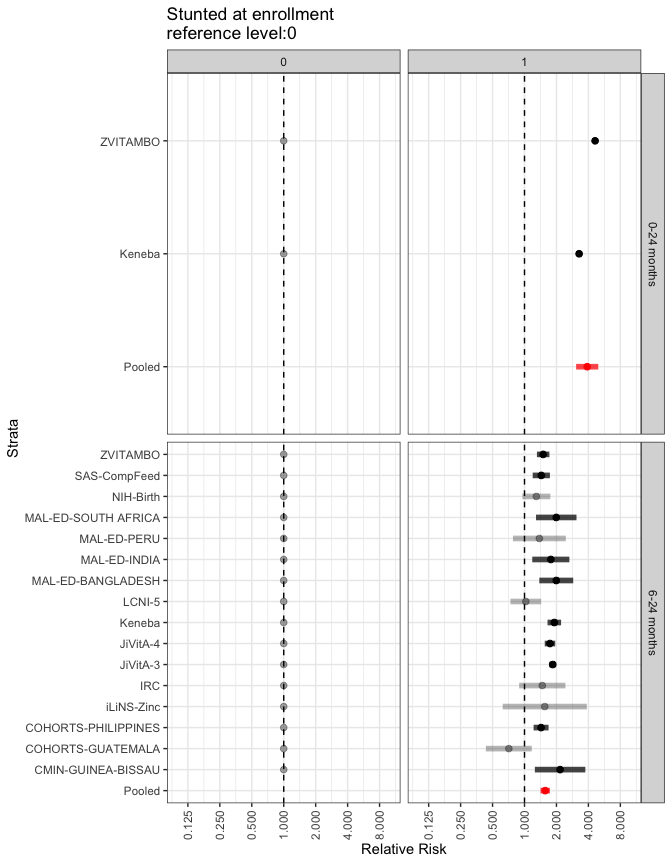 Stunted at enrollment
reference level:0
0
1
ZVITAMBO
Keneba
Pooled
0-24 months
Strata
ZVITAMBO
SAS-CompFeed
NIH-Birth
MAL-ED-SOUTH AFRICA
MAL-ED-PERU
MAL-ED-INDIA
MAL-ED-BANGLADESH
LCNI-5
Keneba
JiVitA-4
JiVitA-3
IRC
iLiNS-Zinc
COHORTS-PHILIPPINES
COHORTS-GUATEMALA
CMIN-GUINEA-BISSAU
Pooled
6-24 months
0.125 0.250 0.500 1.000 2.000 4.000 8.000
0.125 0.250 0.500 1.000 2.000 4.000 8.000
Relative Risk